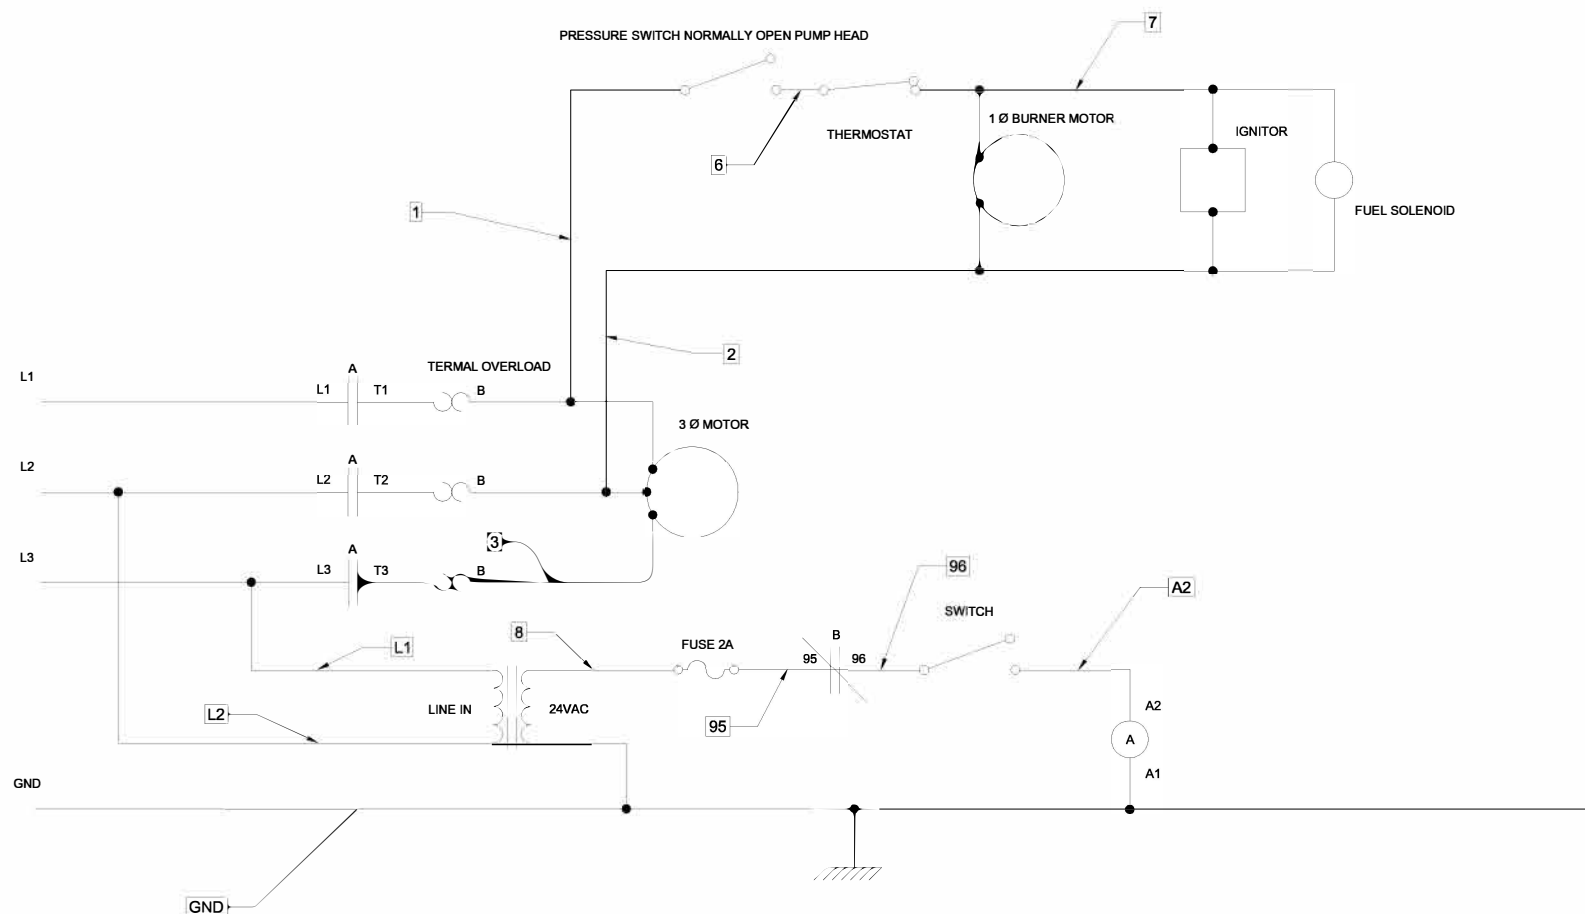 7
PRESSURE SWITCH NORMALLY OPEN PUMP HEAD
1 Ø BURNER MOTOR
THERMOSTAT
IGNITOR
6
1
FUEL SOLENOID
2
TERMAL OVERLOAD
A
L1
L1
T1
B
3 Ø MOTOR
A
L2
L2
T2
B
3
A
L3
L3
T3
B
96
A2
SWITCH
8
FUSE 2A
B
L1
95
96
L2
LINE IN
24VAC
95
A2
A
A1
GND
GND